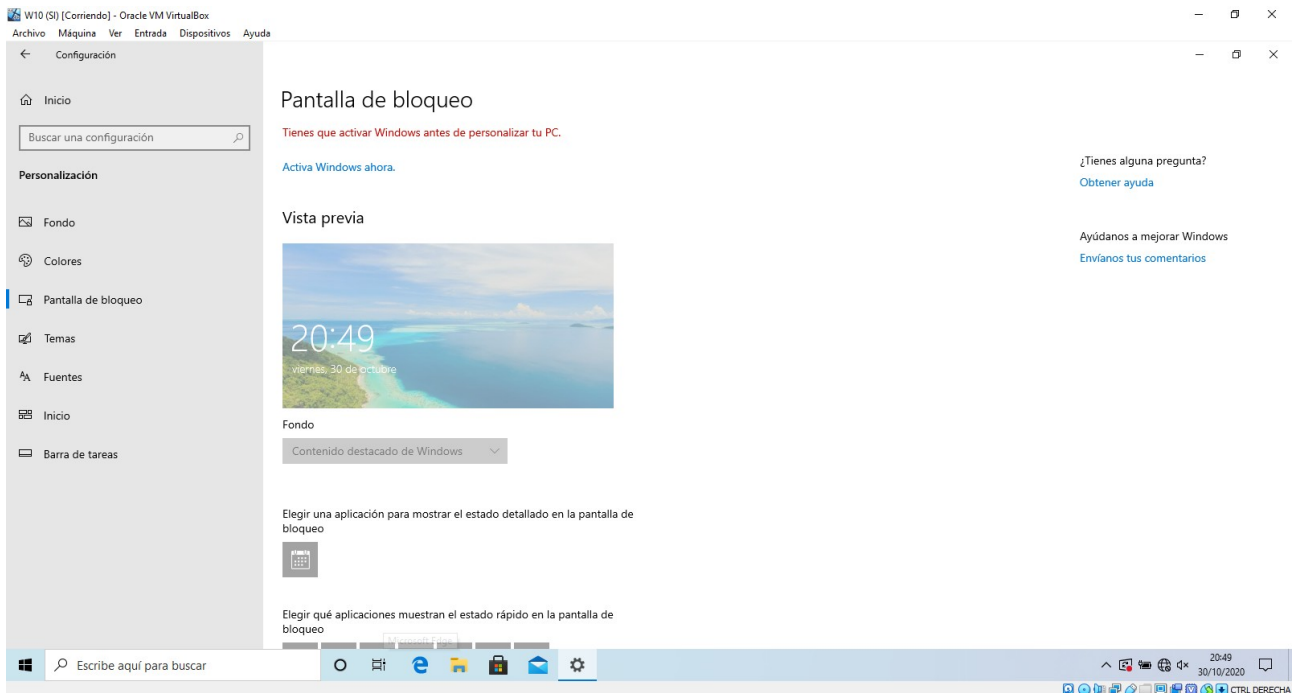 W10 (SI) [Corriendo] - Oracle VM VirtualBox
Archivo Máquina Ver Entrada Dispositivos Ayuda
Configuración
Inicio
Buscar una configuración
Personalización
Fondo
Colores
Pantalla de bloqueo
Temas
Fuentes
Inicio
Barra de tareas
Pantalla de bloqueo
Tienes que activar Windows antes de personalizar tu PC.
Activa Windows ahora.
Vista previa
20:49
viernes, 30 de octubre
Fondo
Contenido destacado de Windows
Elegir una aplicación para mostrar el estado detallado en la pantalla de
bloqueo
Elegir qué aplicaciones muestran el estado rápido en la pantalla de
bloqueo
Microsoft Edge
¿Tienes alguna pregunta?
Obtener ayuda
Ayúdanos a mejorar Windows
Envíanos tus comentarios
Escribe aquí para buscar
20:49
30/10/2020
CTRL DERECHA